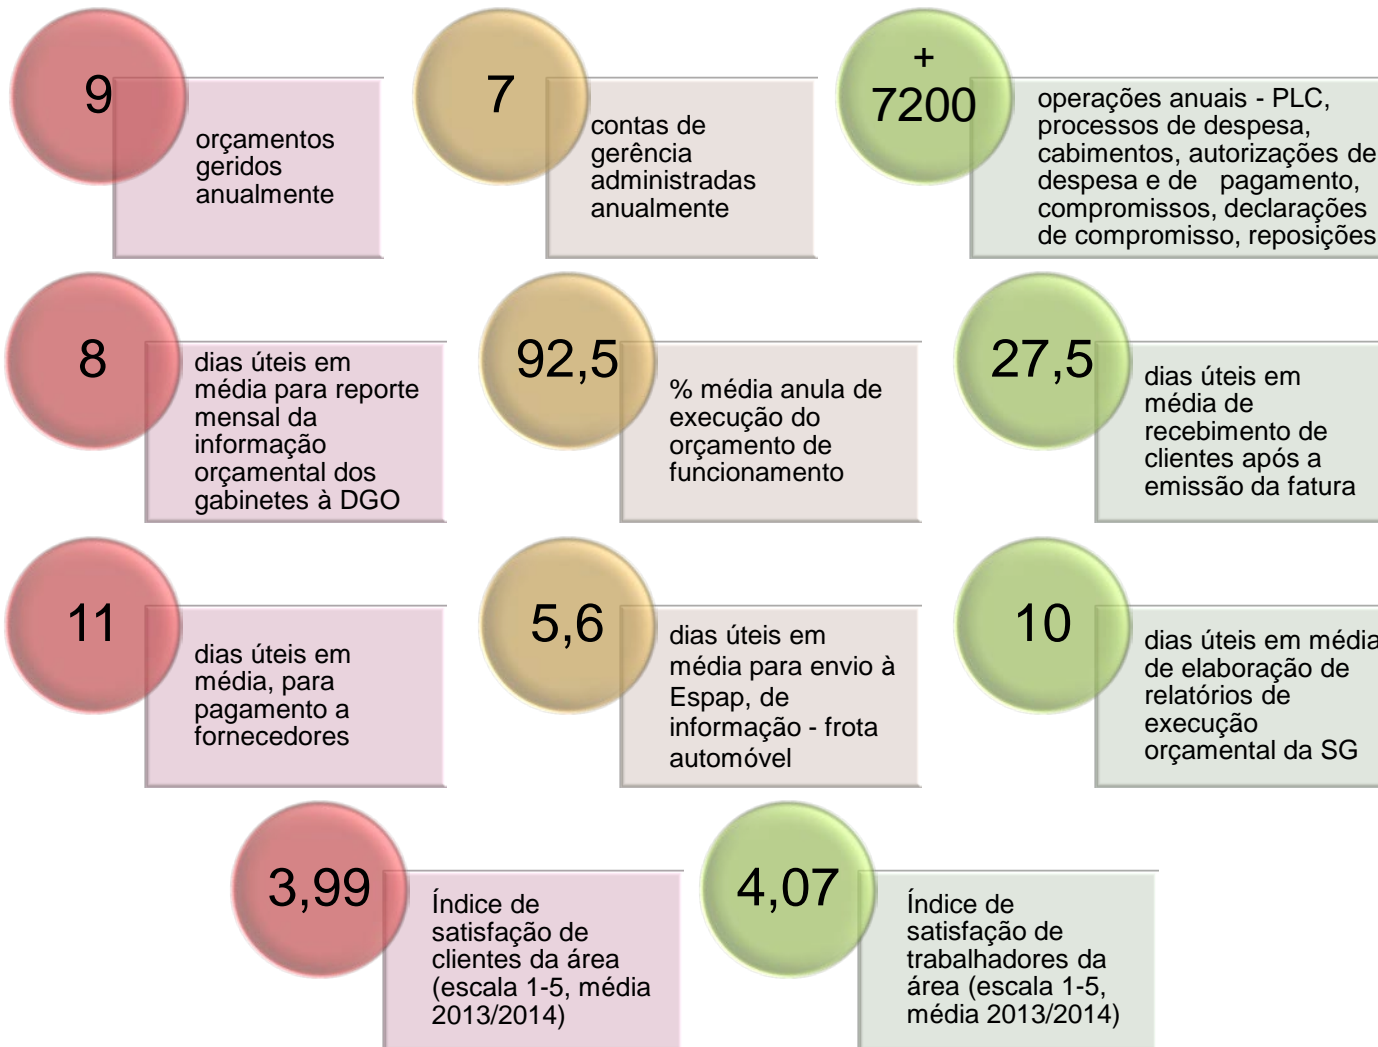 9
orçamentos
geridos
anualmente
7
contas de
gerência
administradas
anualmente
+
7200
operações anuais - PLC,
processos de despesa,
cabimentos, autorizações de
despesa e de pagamento,
compromissos, declarações
de compromisso, reposições
8
dias úteis em
média para reporte
mensal da
informação
orçamental dos
gabinetes à DGO
92,5
% média anula de
execução do
orçamento de
funcionamento
27,5
dias úteis em
média de
recebimento de
clientes após a
emissão da fatura
11
dias úteis em
média, para
pagamento a
fornecedores
5,6
dias úteis em
média para envio à
Espap, de
informação - frota
automóvel
10
dias úteis em média
de elaboração de
relatórios de
execução
orçamental da SG
3,99
Índice de
satisfação de
clientes da área
(escala 1-5, média
2013/2014)
4,07
Índice de
satisfação de
trabalhadores da
área (escala 1-5,
média 2013/2014)